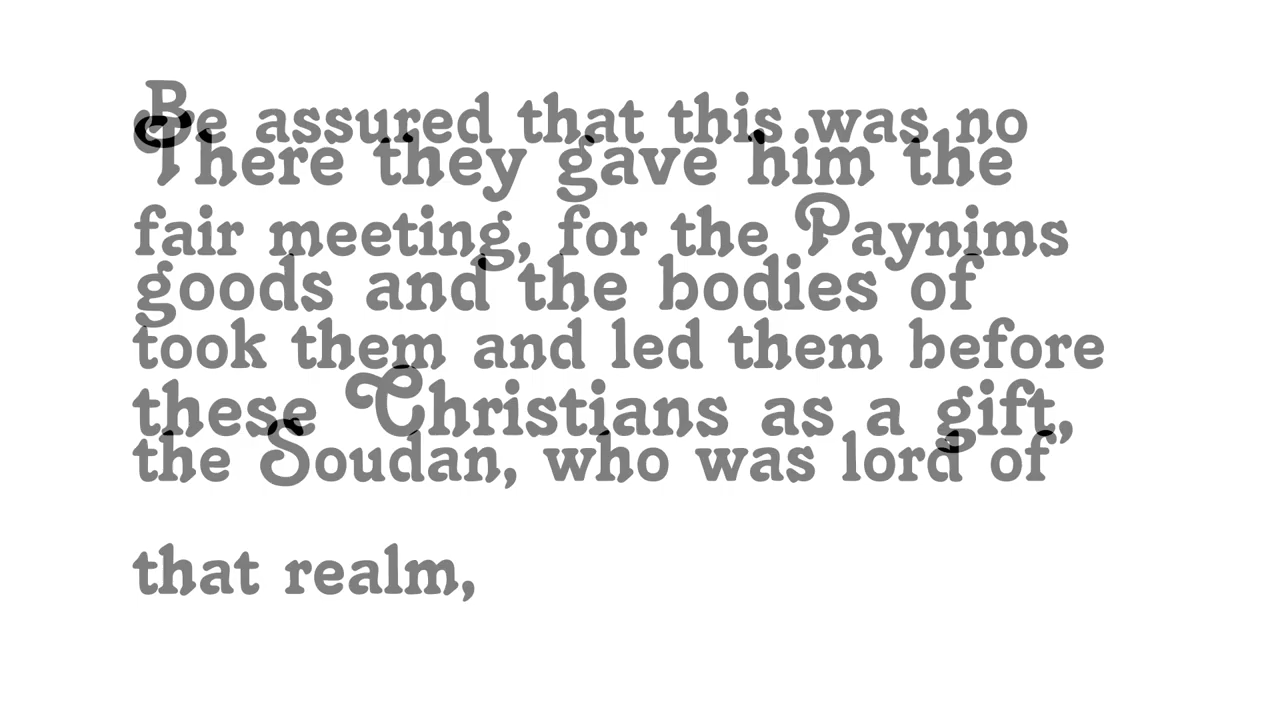 Be assured that this was no
There they gave him the
fair meeting, for the Paynims
goods and the bodies of
took them and led them before
these Christians as a gift,
the Soudan, who was lord of
that realm,